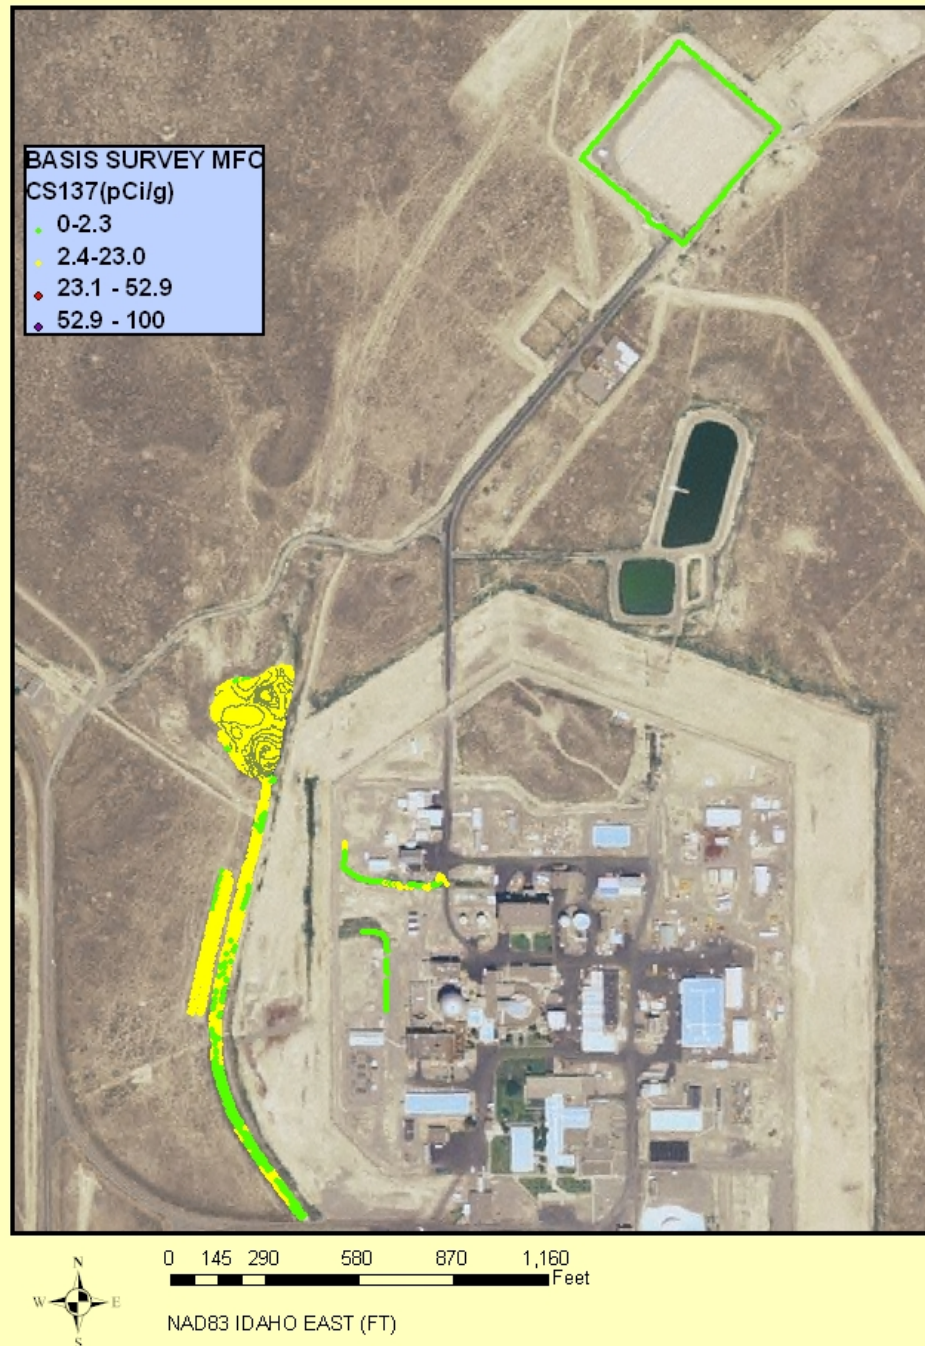 BASIS SURVEY MFC
CS137(pCi/g)
0-2.3
2.4-23.0
23.1 - 52.9
52.9 - 100
N
W E
S
0 145 290 580 870 1,160
Feet
NAD83 IDAHO EAST (FT)